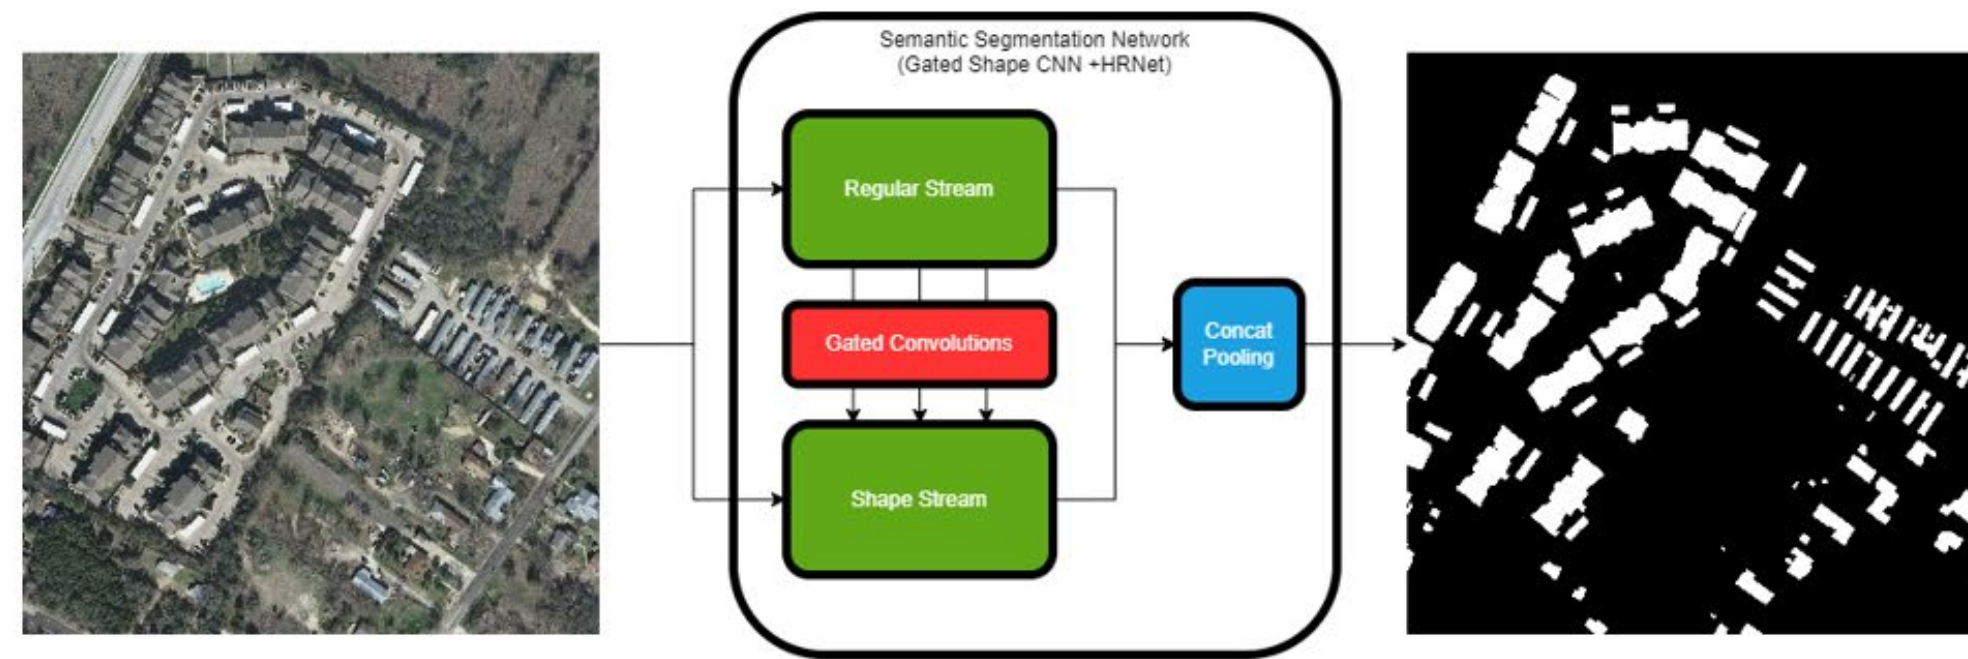 Semantic Segmentation Network
(Gated Shape CNN +HRNet)
Regular Stream
Gated Convolutions
Concat
Pooling
Shape Stream